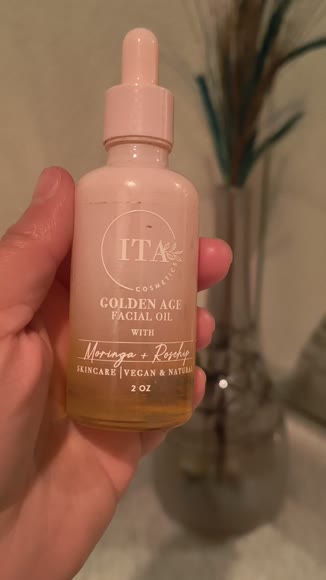 ITA
COSMETICS
GOLDEN AGE
FACIAL OIL
WITH
Moringa + Rosehip
SKINCARE | VEGAN & NATURAL
2 OZ